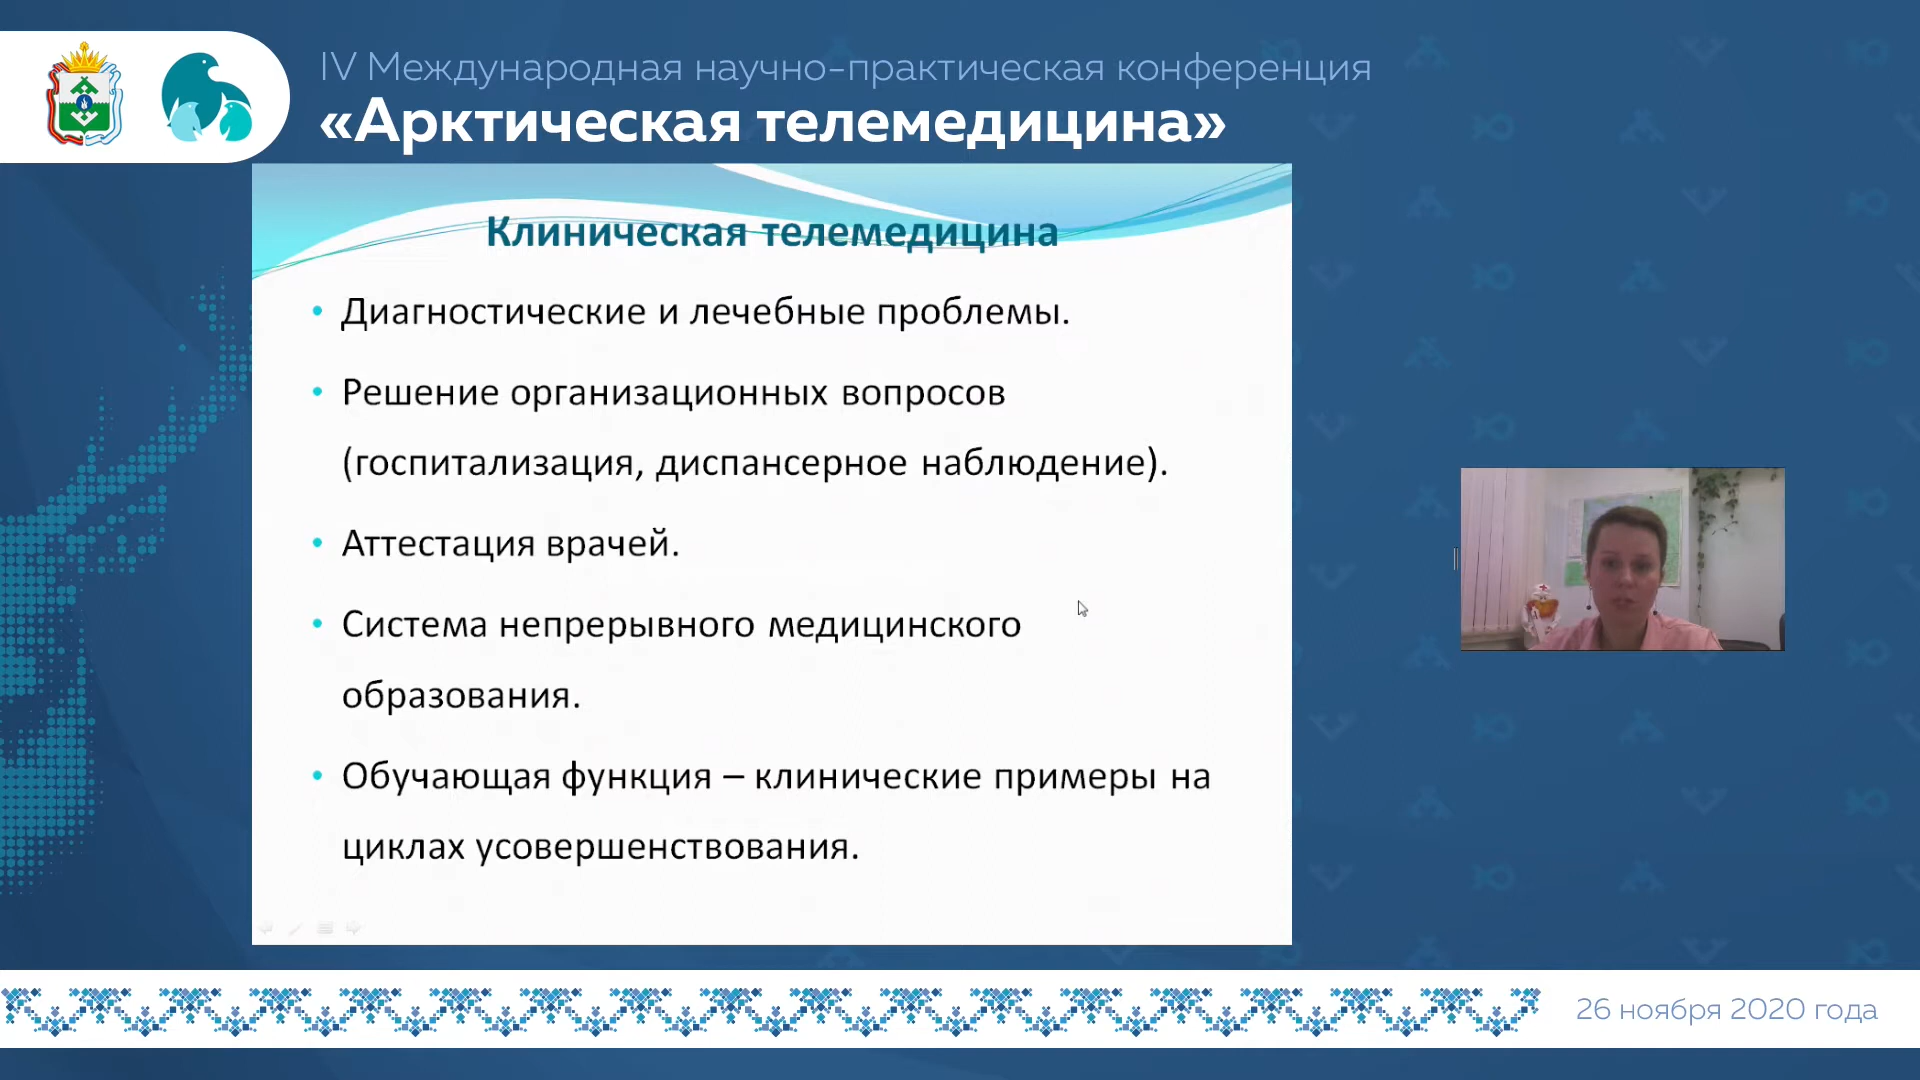 IV Международная научно-практическая конференция
«Арктическая телемедицина»
Клиническая телемедицина
• Диагностические и лечебные проблемы.
• Решение организационных вопросов
(госпитализация, диспансерное наблюдение).
• Аттестация врачей.
• Система непрерывного медицинского
образования.
• Обучающая функция – клинические примеры на
циклах усовершенствования.
26 ноября 2020 года